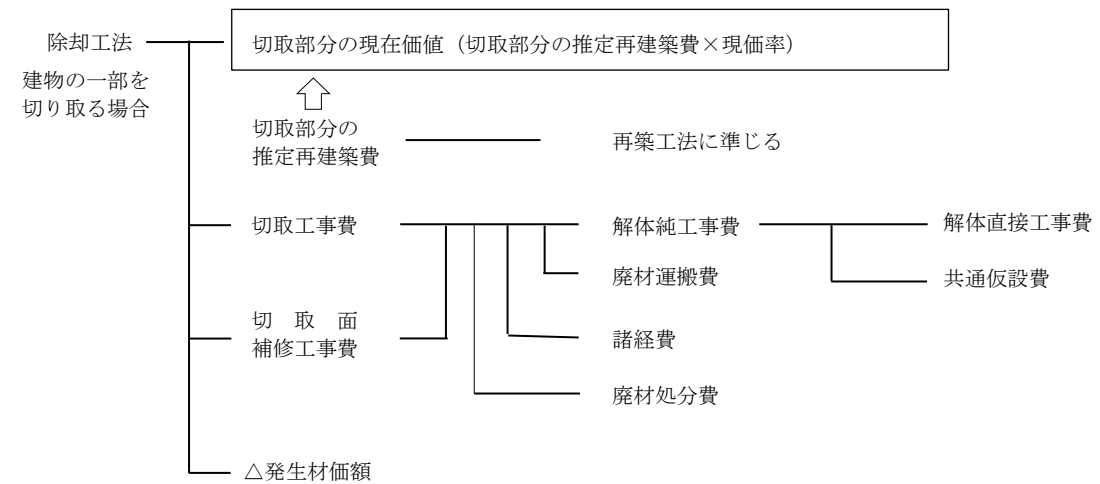 除却工法
建物の一部を
切り取る場合
切取部分の現在価値（切取部分の推定再建築費×現価率）
切取部分の
推定再建築費
再築工法に準じる
切取工事費
解体純工事費
解体直接工事費
廃材運搬費
共通仮設費
切　取　面
補修工事費
諸経費
廃材処分費
△発生材価額